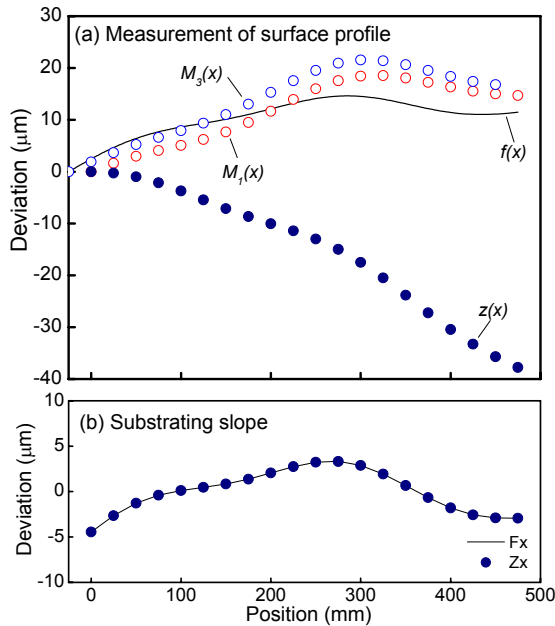 (a) Measurement of surface profile
30
20
10
0
-10
-20
-30
-40
Deviation (μm)
M3(x)
M1(x)
f(x)
z(x)
(b) Substrating slope
10
5
0
-5
-10
Deviation (μm)
Fx
Zx
0 100 200 300 400 500
Position (mm)